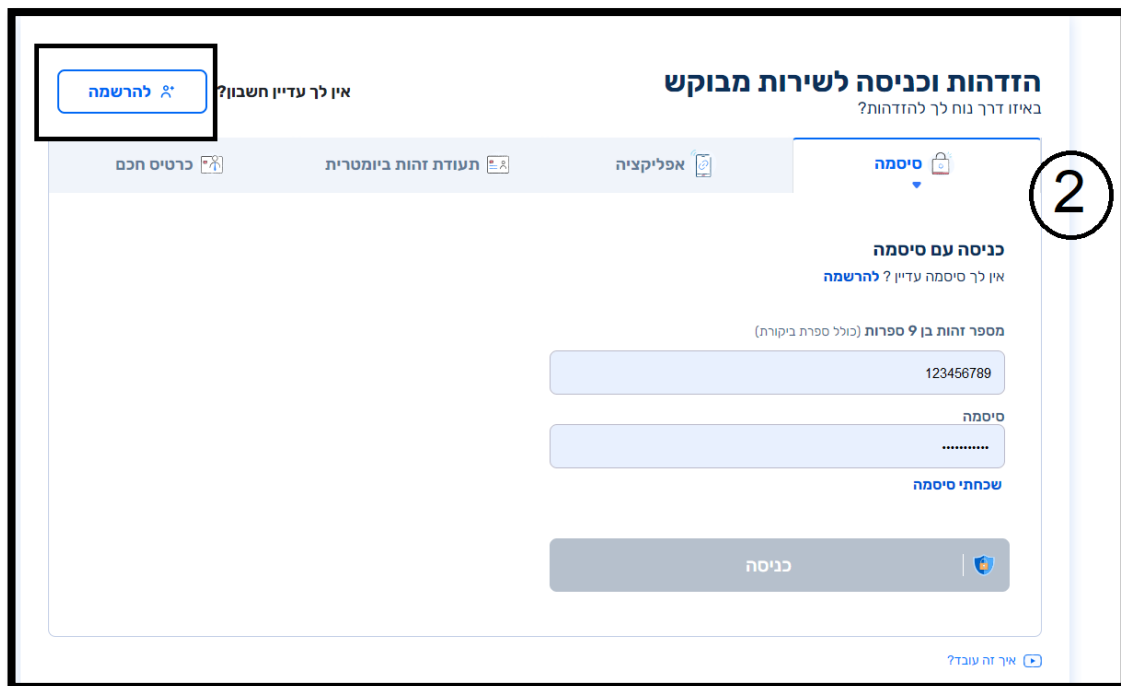 הזדהות וכניסה לשירות מבוקש
באיזו דרך נוח לך להזדהות?
אין לך עדיין חשבון?
להרשמה
2
סיסמה
אפליקציה
תעודת זהות ביומטרית
כרטיס חכם
כניסה עם סיסמה
אין לך סיסמה עדיין ? להרשמה
מספר זהות בן 9 ספרות (כולל ספרת ביקורת)
123456789
סיסמה
...........
שכחתי סיסמה
כניסה
איך זה עובד?